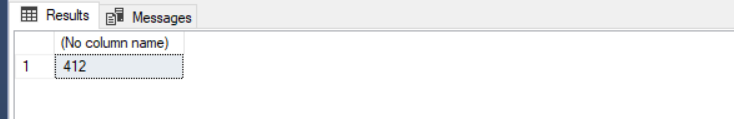 Results Messages
(No column name)
1 412